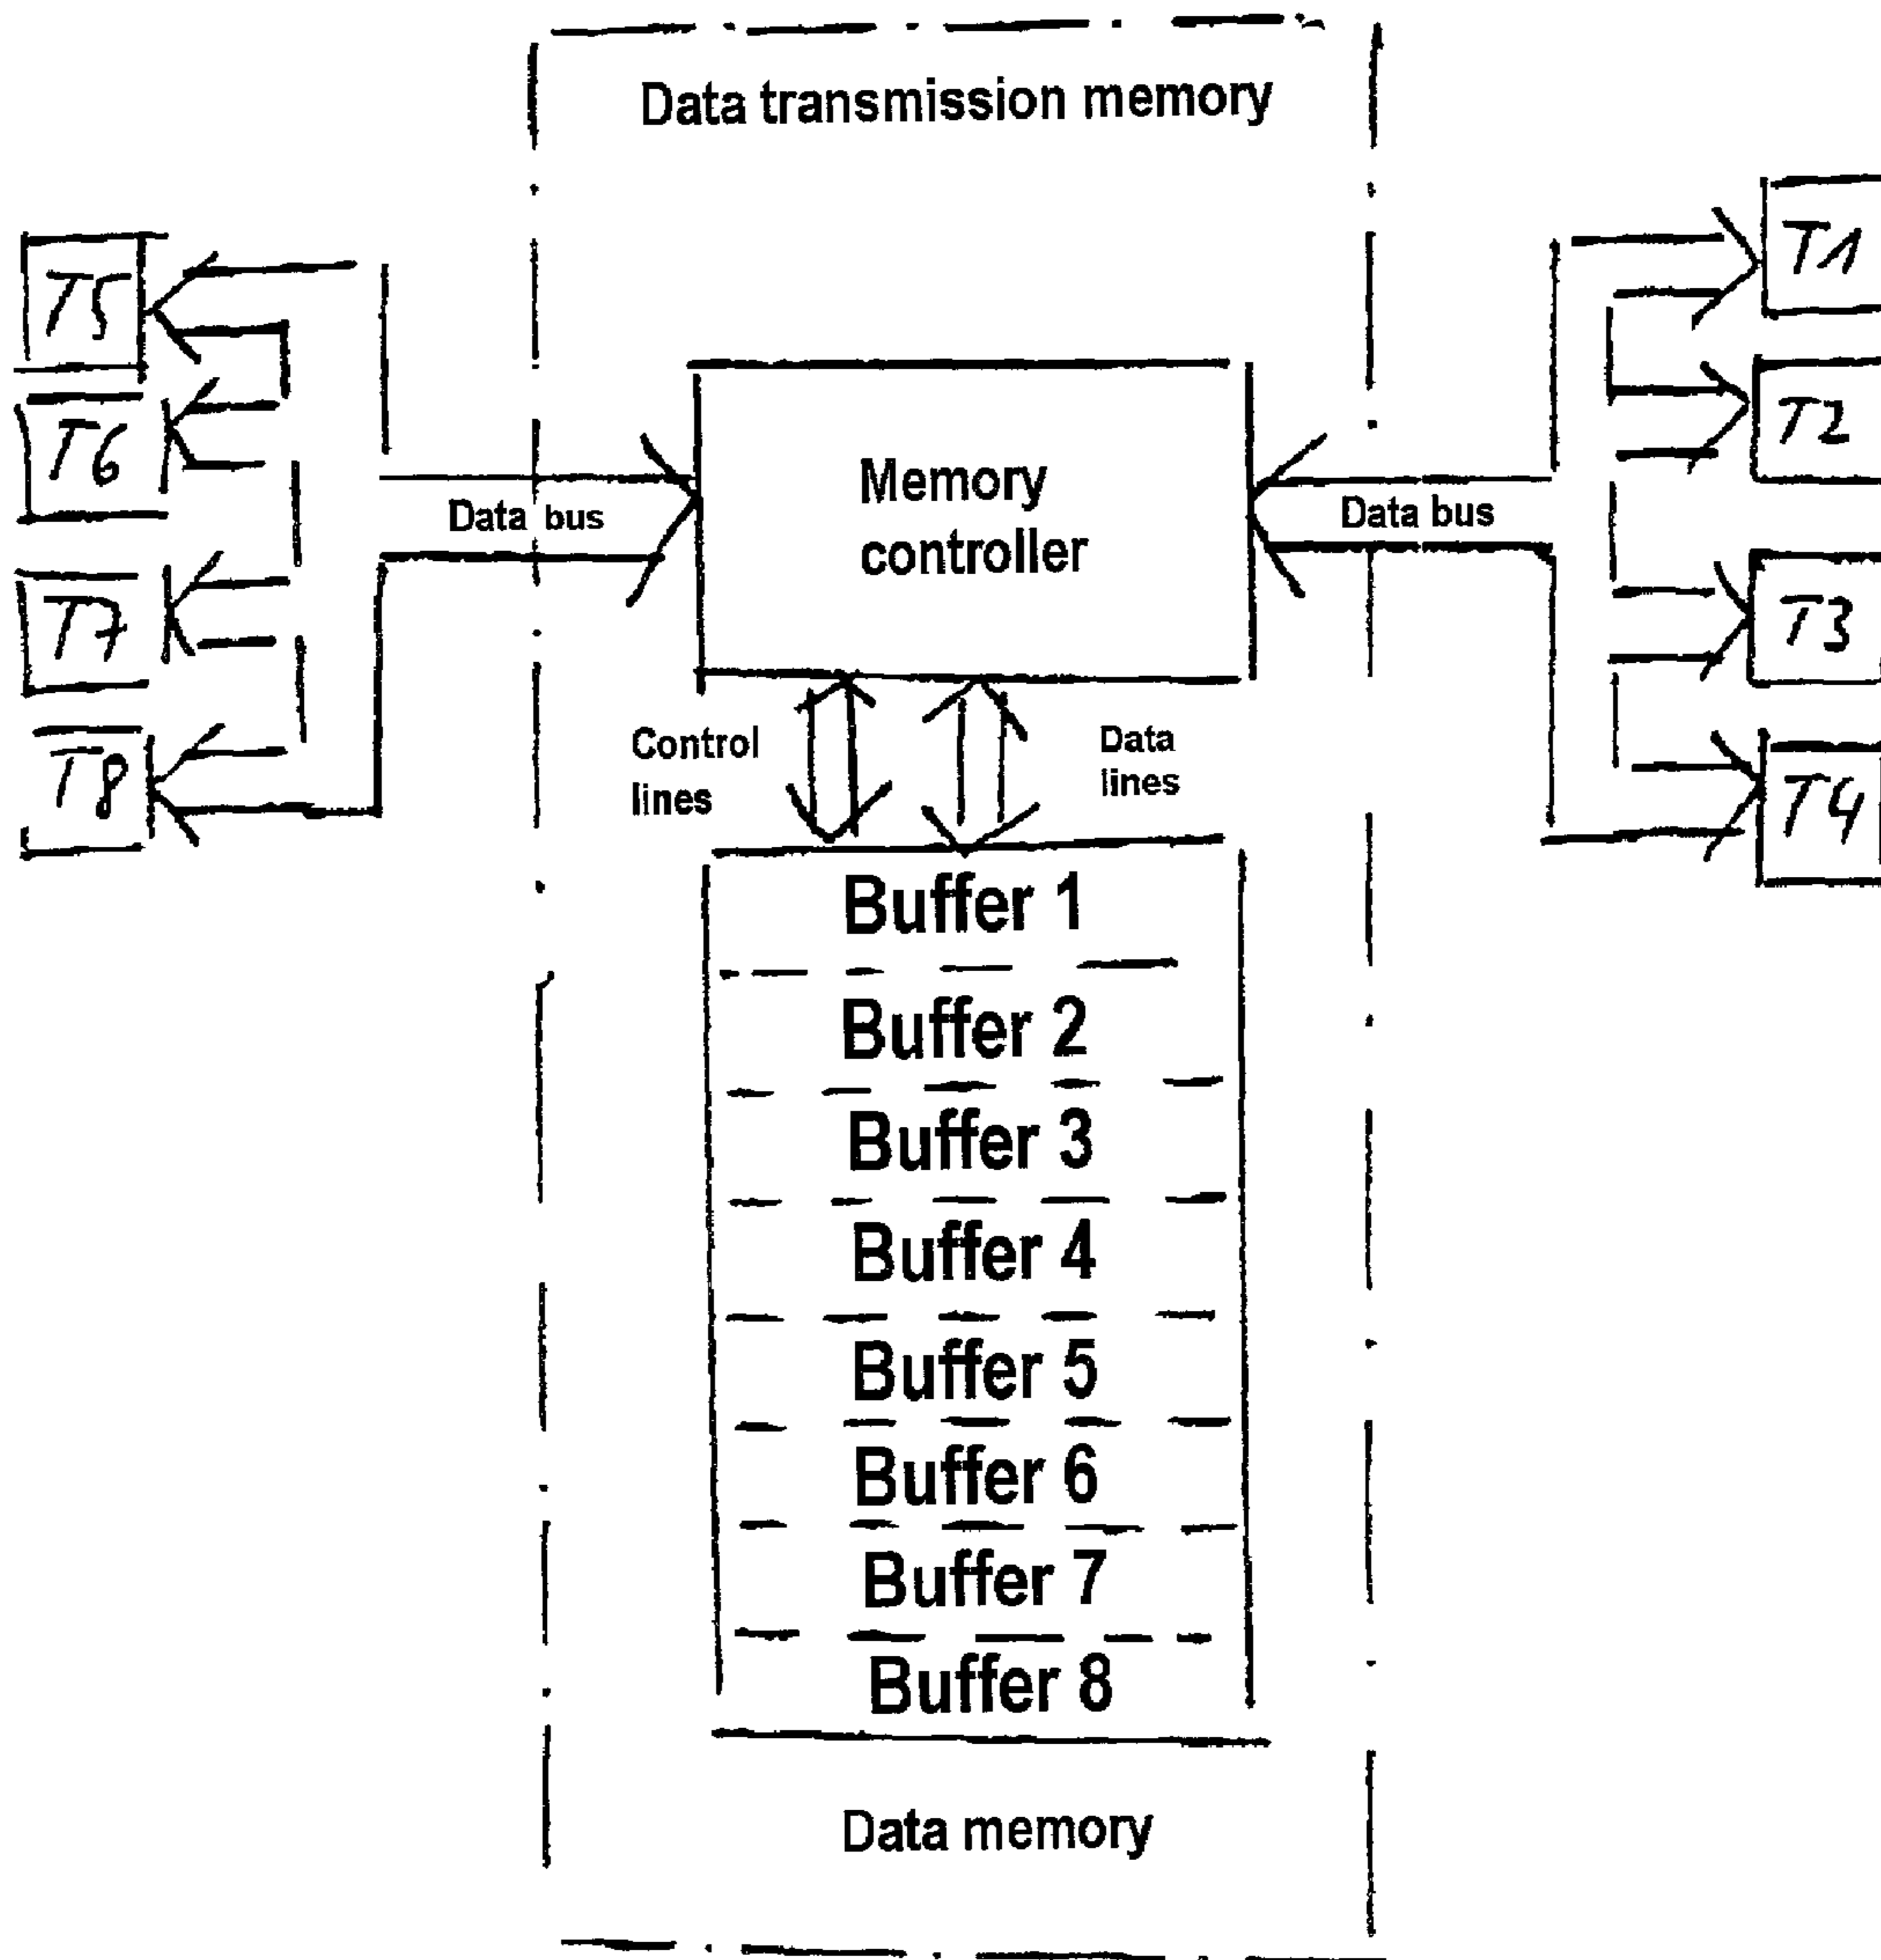 Data transmission memory
T5
T6
T7
T8
Data bus
Memory
controller
Data bus
T1
T2
T3
T4
Control
lines
Data
lines
Buffer 1
Buffer 2
Buffer 3
Buffer 4
Buffer 5
Buffer 6
Buffer 7
Buffer 8
Data memory